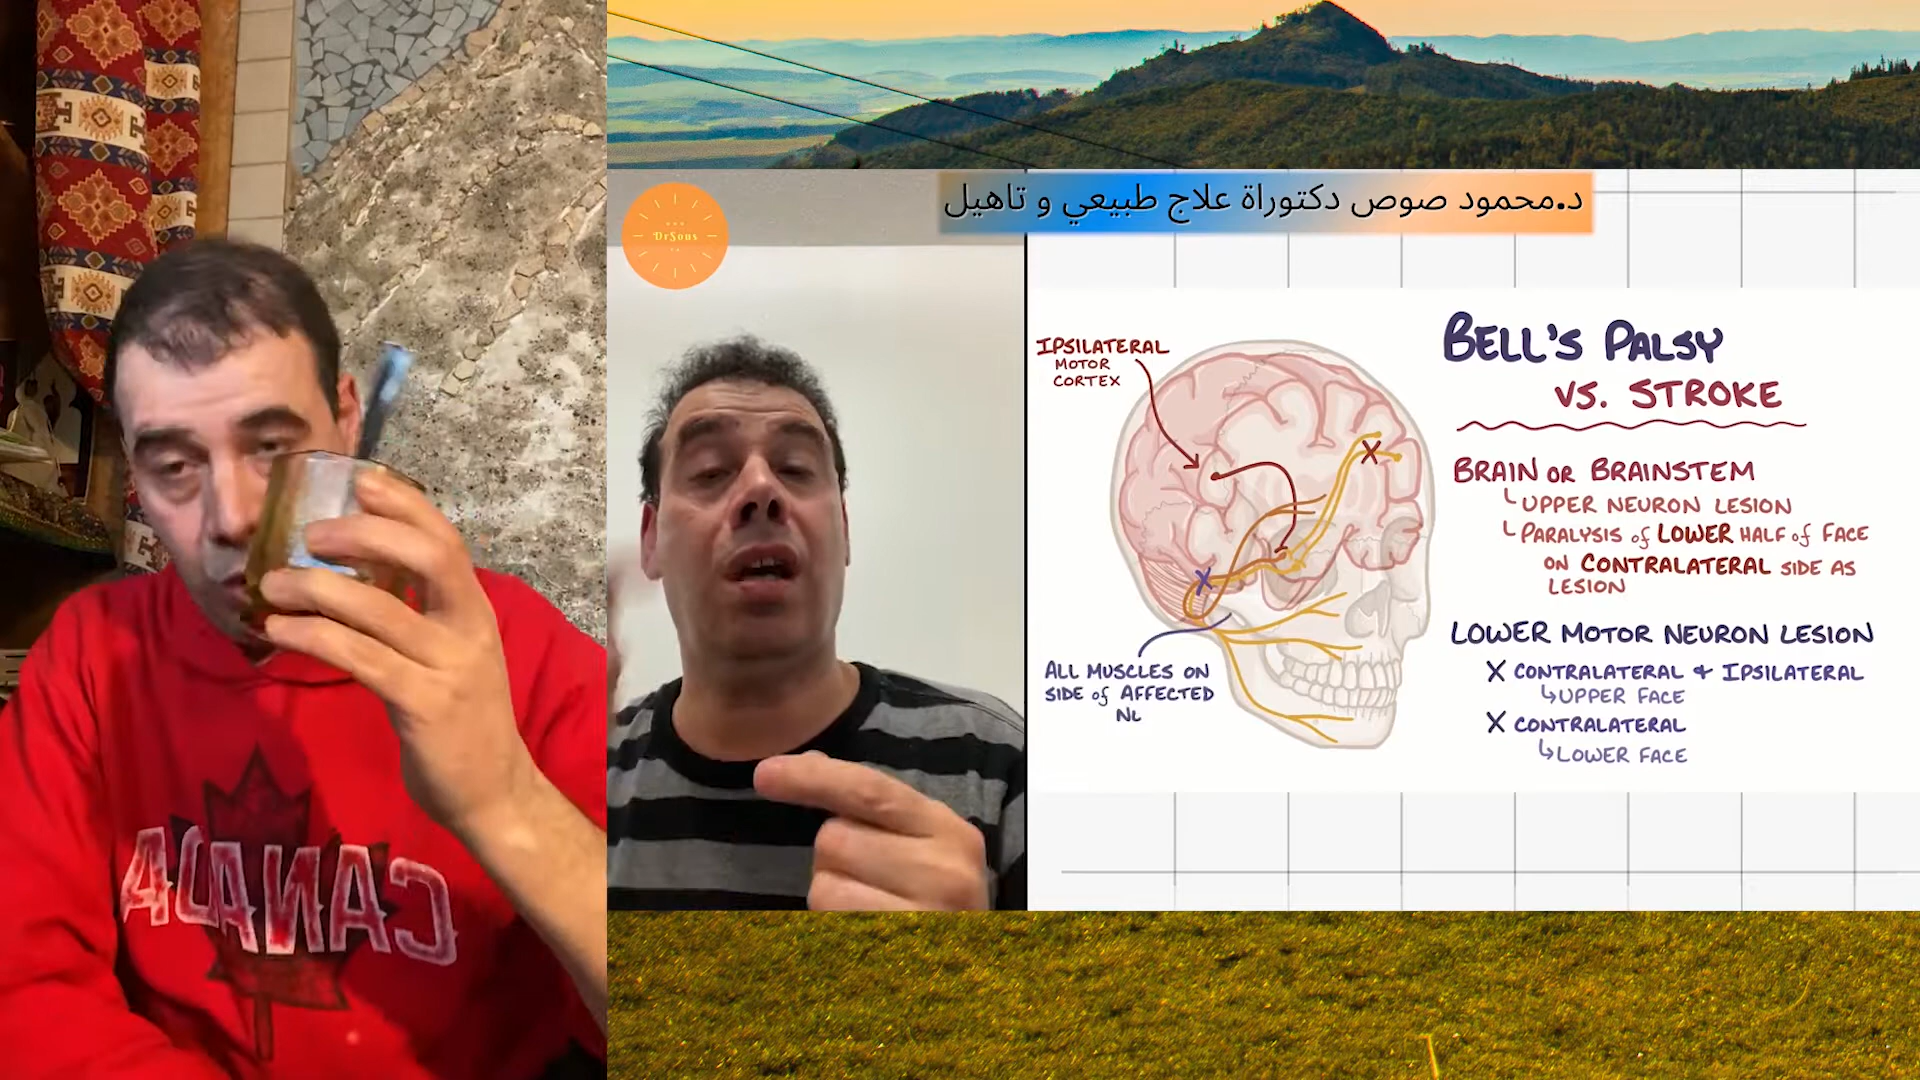 د.محمود صوص دكتوراة علاج طبيعي و تاهيل
DrSous
CANADA
IPSILATERAL
MOTOR
CORTEX
ALL MUSCLES ON
SIDE of AFFECTED
NL
BELL'S PALSY
VS. STROKE
BRAIN OR BRAINSTEM
↳UPPER NEURON LESION
↳PARALYSIS of LOWER HALF of FACE
ON CONTRALATERAL SIDE AS
LESION
LOWER MOTOR NEURON LESION
X CONTRALATERAL & IPSILATERAL
↳UPPER FACE
X CONTRALATERAL
↳LOWER FACE